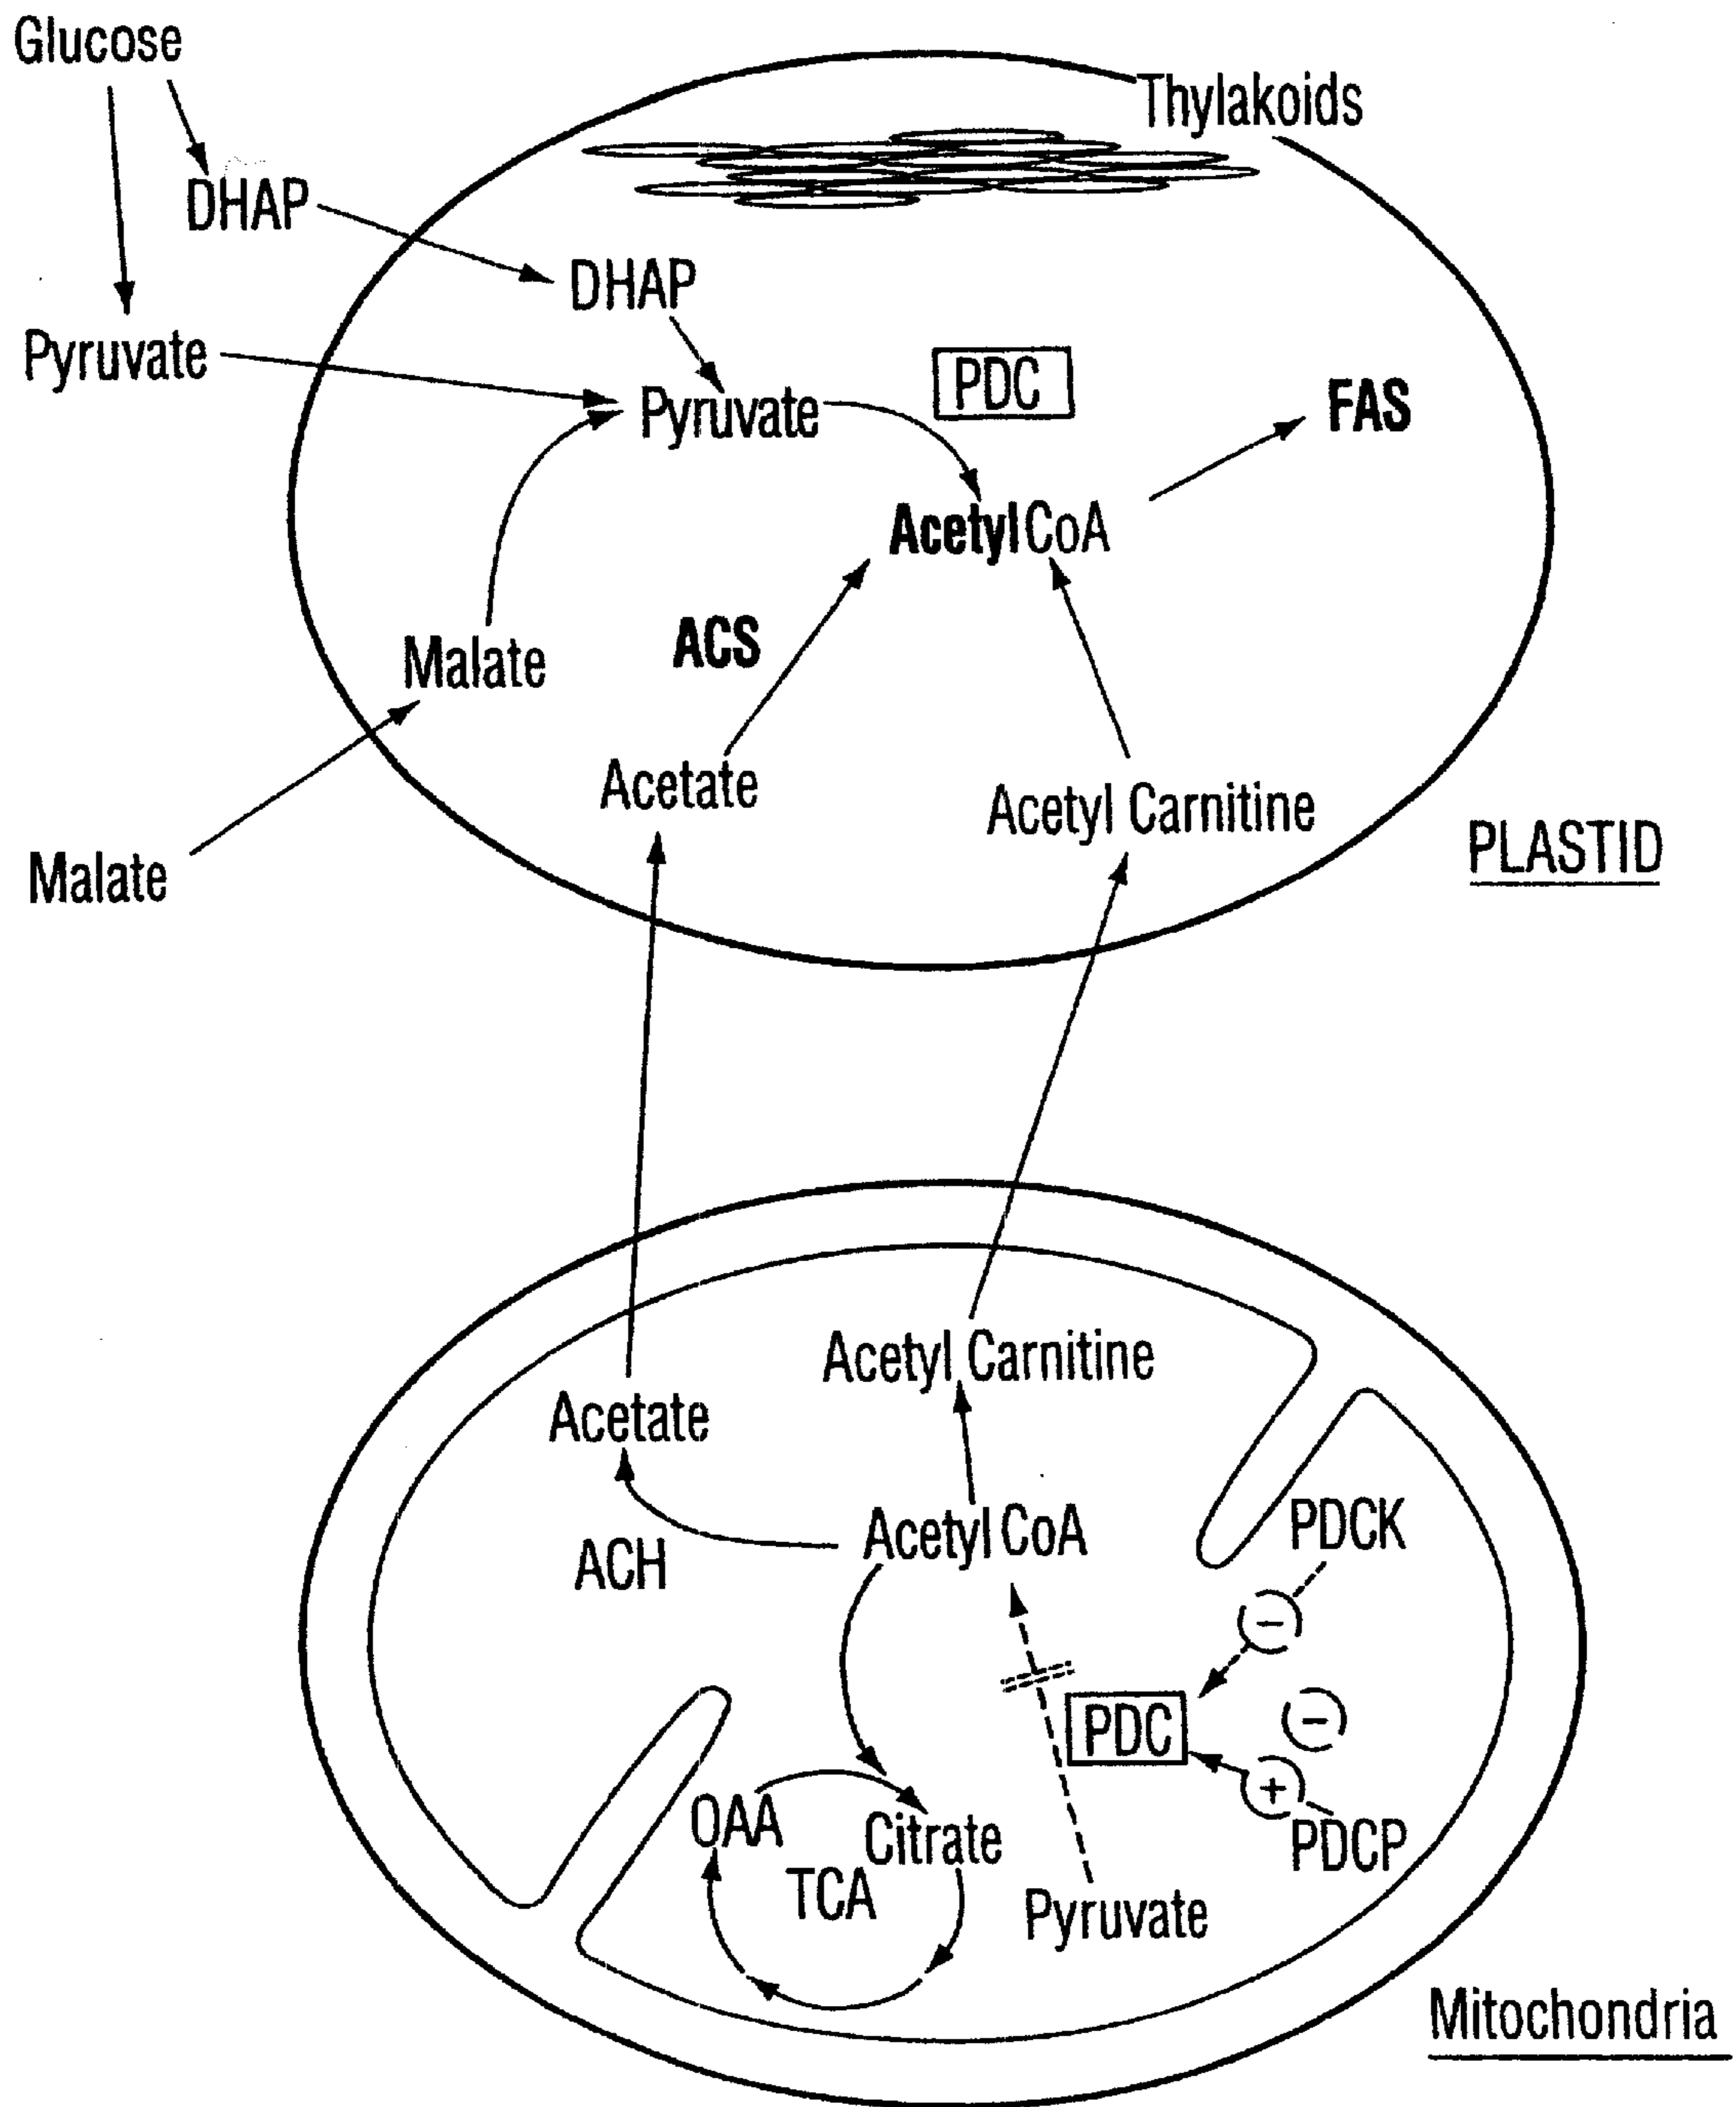 Glucose
Thylakoids
DHAP
DHAP
Pyruvate
PDC
FAS
Pyruvate
Acetyl CoA
ACS
Malate
Acetate
Acetyl Carnitine
PLASTID
Malate
Acetyl Carnitine
Acetate
PDCK
Acetyl CoA
ACH
−
PDC
−
+
OAA
Citrate
PDCP
TCA
Pyruvate
Mitochondria